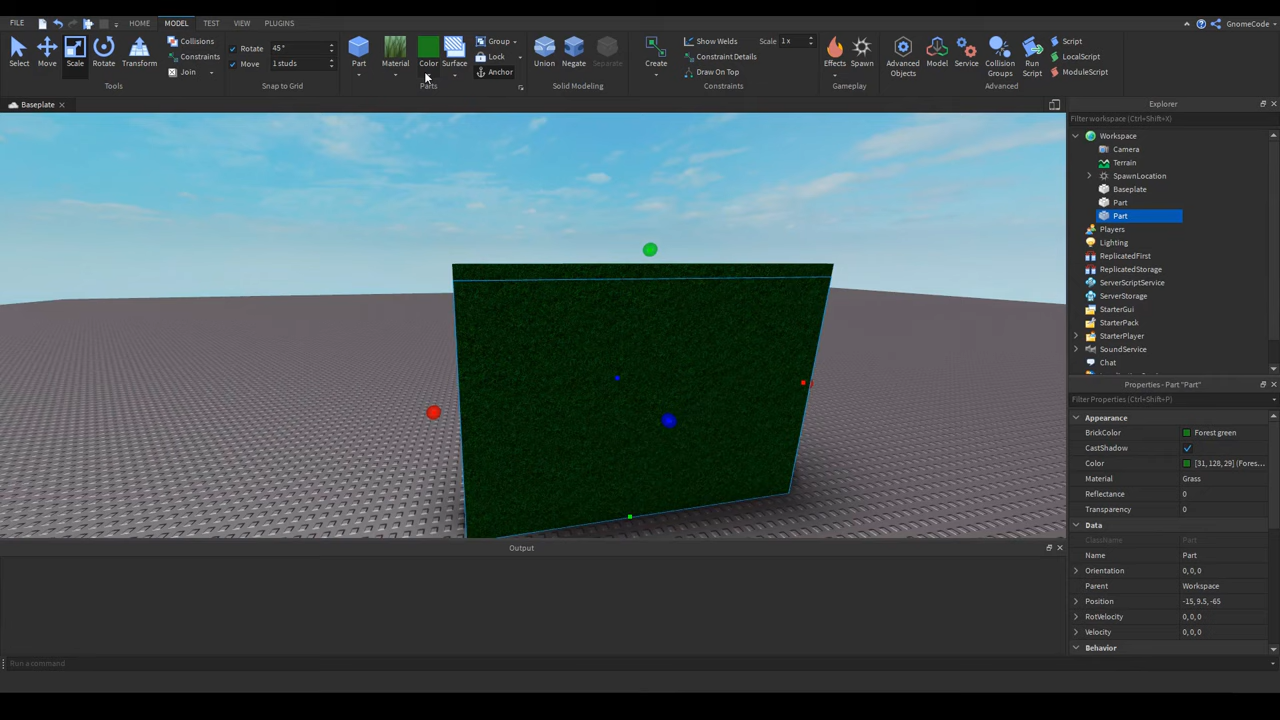 FILE HOME MODEL TEST VIEW PLUGINS GnomeCode
Select Move Scale Rotate Transform
Collisions
Constraints
Join
Tools
Rotate 45°
Move 1 studs
Snap to Grid
Part Material Color Surface
Group
Lock
Anchor
Parts
Union Negate Separate
Solid Modeling
Create
Show Welds Scale 1 x
Constraint Details
Draw On Top
Constraints
Effects Spawn
Gameplay
Advanced Objects Model Service Collision Groups Run Script
Script
LocalScript
ModuleScript
Advanced
Baseplate
Explorer
Filter workspace (Ctrl+Shift+X)
Workspace
Camera
Terrain
SpawnLocation
Baseplate
Part
Part
Players
Lighting
ReplicatedFirst
ReplicatedStorage
ServerScriptService
ServerStorage
StarterGui
StarterPack
StarterPlayer
SoundService
Chat
Properties - Part "Part"
Filter Properties (Ctrl+Shift+P)
Appearance
BrickColor Forest green
CastShadow
Color [31, 128, 29] (Fores...
Material Grass
Reflectance 0
Transparency 0
Data
ClassName Part
Name Part
Orientation 0, 0, 0
Parent Workspace
Position -15, 9.5, -65
RotVelocity 0, 0, 0
Velocity 0, 0, 0
Behavior
Output
Run a command